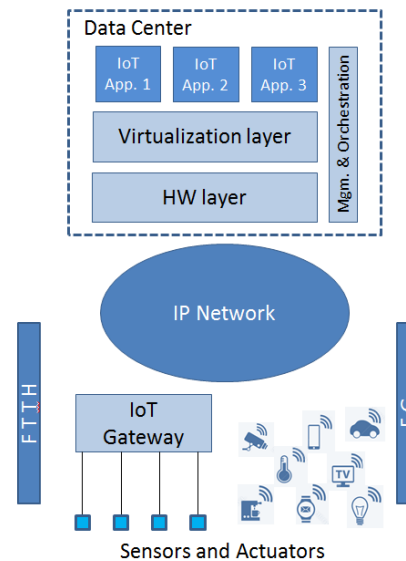 Data Center
IoT
App. 1
IoT
App. 2
IoT
App. 3
Virtualization layer
HW layer
Mgm. & Orchestration
IP Network
FTTH
IoT
Gateway
TV
Sensors and Actuators